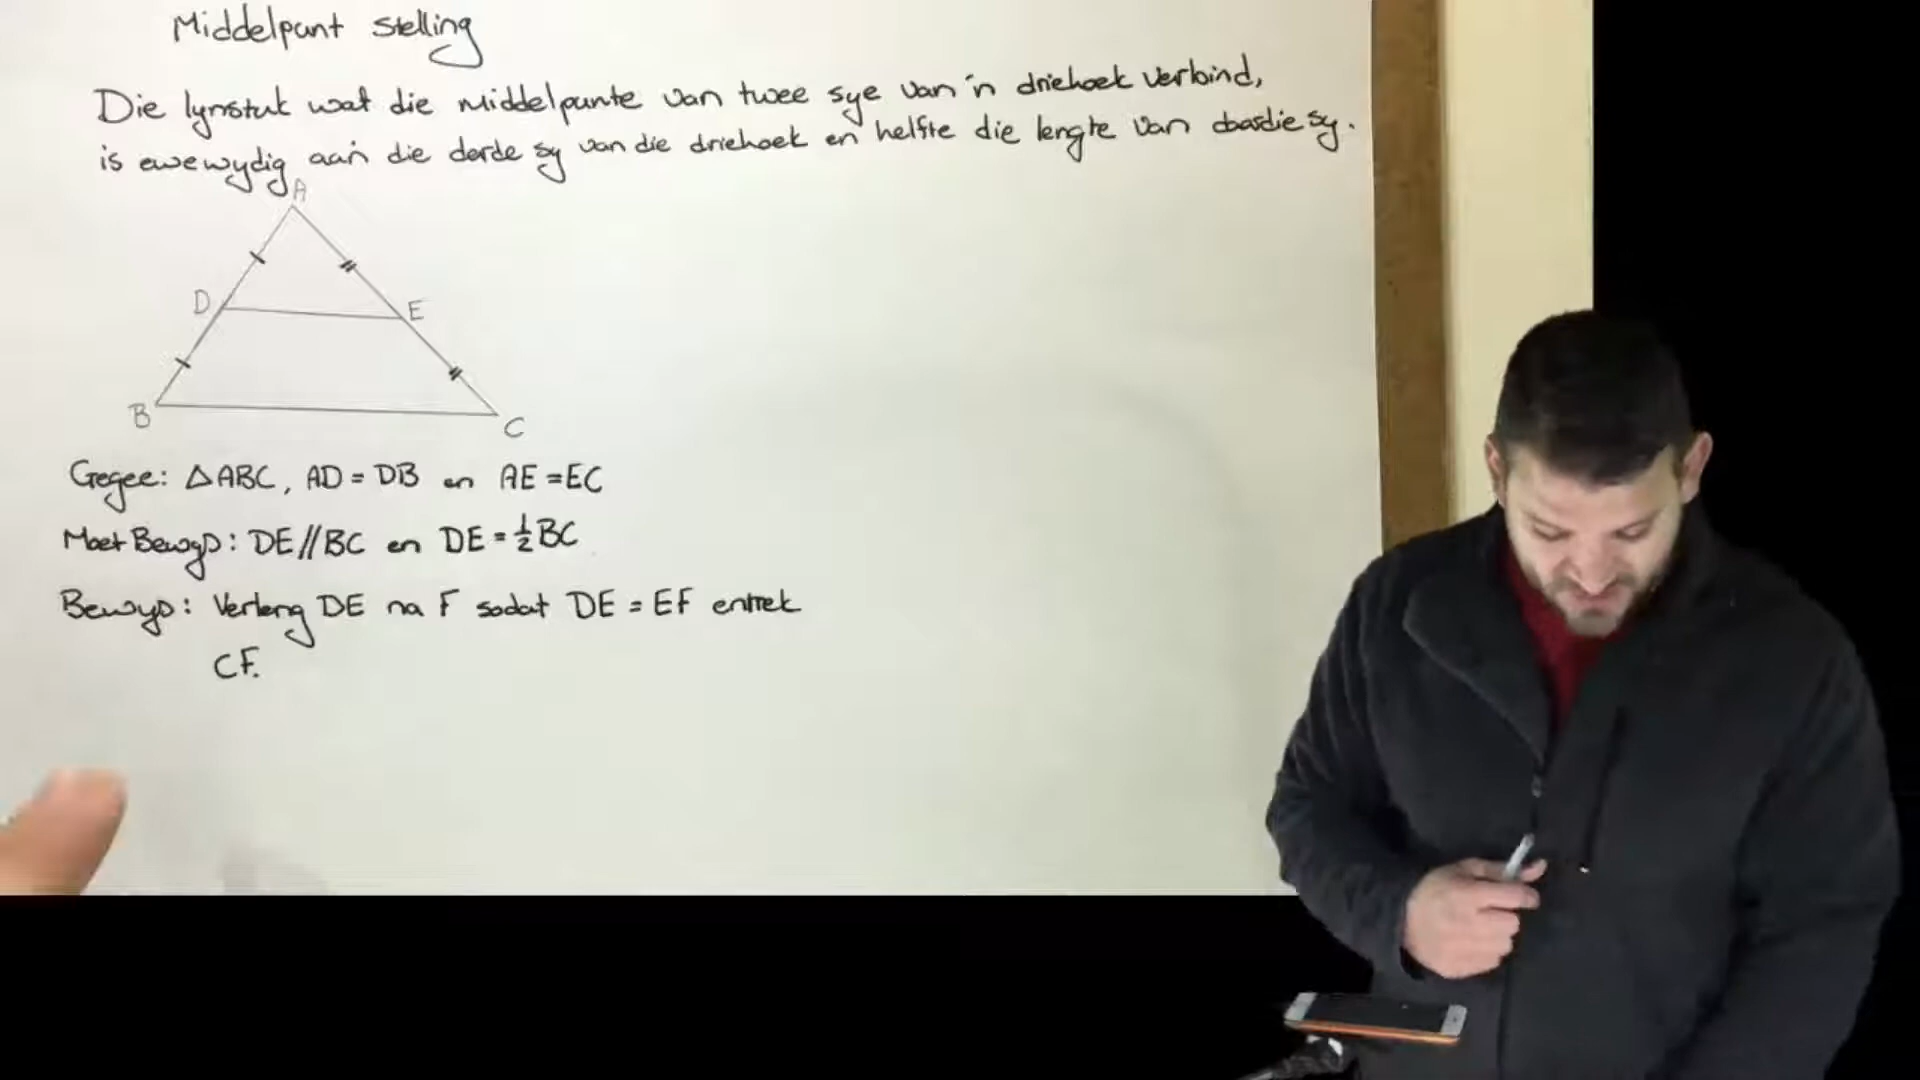 Middelpunt Stelling
Die lynstuk wat die middelpunte van twee sye van 'n driehoek verbind,
is ewewydig aan die derde sy van die driehoek en helfte die lengte van daardie sy.
A
D
E
B
C
Gegee: △ABC, AD = DB en AE = EC
Moet Bewys: DE//BC en DE = ½BC
Bewys: Verleng DE na F sodat DE = EF en trek
CF.